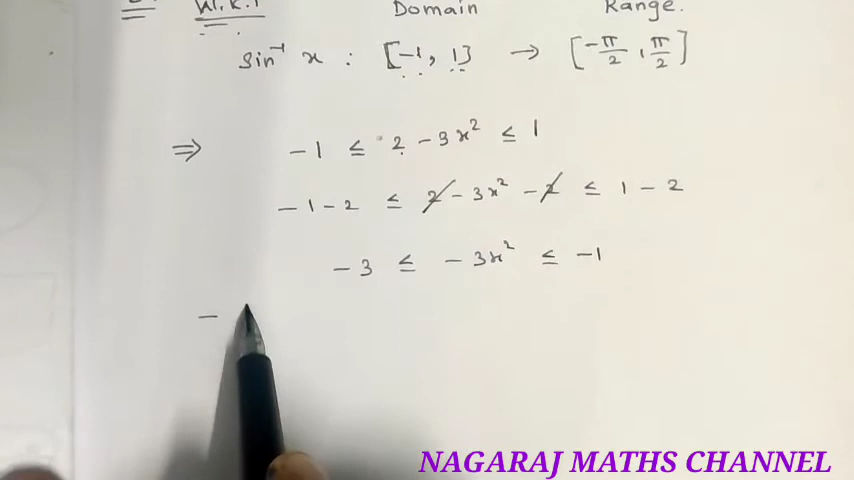 W.K.T Domain Range.
sin⁻¹ x : [-1, 1] → [-π/2, π/2]
⇒ -1 ≤ 2 - 3x² ≤ 1
-1-2 ≤ 2 - 3x² - 2 ≤ 1 - 2
-3 ≤ -3x² ≤ -1
-
NAGARAJ MATHS CHANNEL